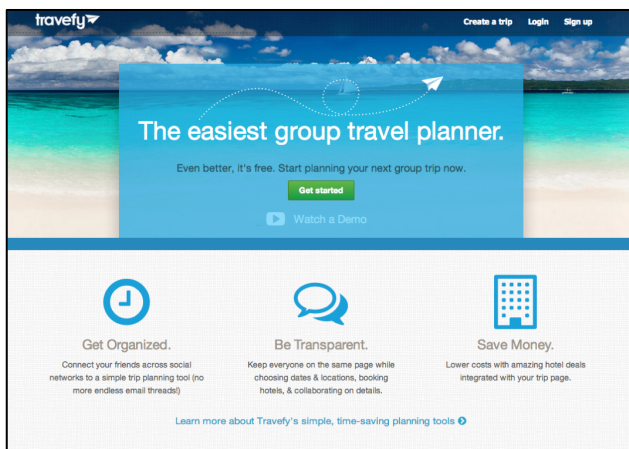 travefy
Create a trip Login Sign up
The easiest group travel planner.
Even better, it's free. Start planning your next group trip now.
Get started
Watch a Demo
Get Organized.
Connect your friends across social
networks to a simple trip planning tool (no
more endless email threads!)
Be Transparent.
Keep everyone on the same page while
choosing dates & locations, booking
hotels, & collaborating on details.
Save Money.
Lower costs with amazing hotel deals
integrated with your trip page.
Learn more about Travefy's simple, time-saving planning tools